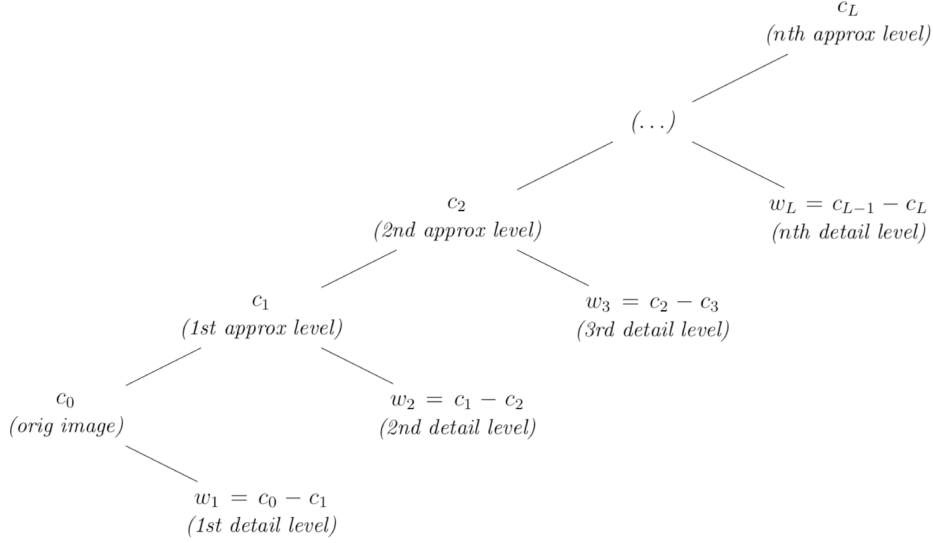 c_L
(nth approx level)
(...)
c_2
(2nd approx level)
w_L = c_{L-1} - c_L
(nth detail level)
c_1
(1st approx level)
w_3 = c_2 - c_3
(3rd detail level)
c_0
(orig image)
w_2 = c_1 - c_2
(2nd detail level)
w_1 = c_0 - c_1
(1st detail level)